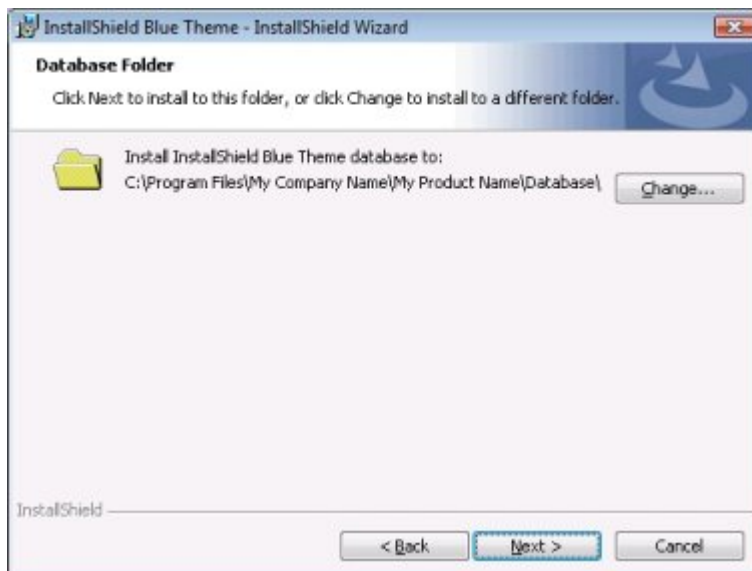 InstallShield Blue Theme - InstallShield Wizard
Database Folder
Click Next to install to this folder, or click Change to install to a different folder.
Install InstallShield Blue Theme database to:
C:\Program Files\My Company Name\My Product Name\Database\
Change...
InstallShield
< Back
Next >
Cancel